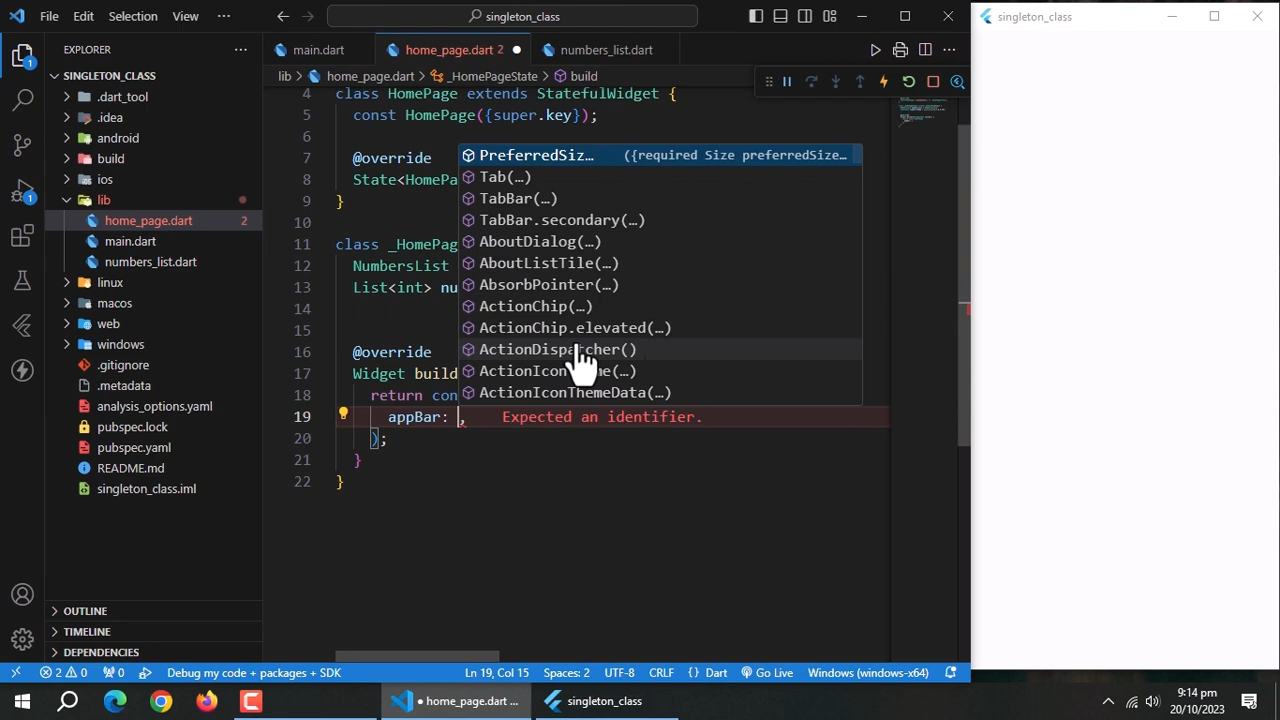 File Edit Selection View ...
singleton_class
singleton_class
EXPLORER
main.dart
home_page.dart 2
numbers_list.dart
SINGLETON_CLASS
lib > home_page.dart > _HomePageState > build
.dart_tool
.idea
android
build
ios
lib
home_page.dart 2
main.dart
numbers_list.dart
linux
macos
web
windows
.gitignore
.metadata
analysis_options.yaml
pubspec.lock
pubspec.yaml
README.md
singleton_class.iml
OUTLINE
TIMELINE
DEPENDENCIES
4 class HomePage extends StatefulWidget {
5 const HomePage({super.key});
6
7 @override
8 State<HomePa
9 }
10
11 class _HomePag
12 NumbersList
13 List<int> nu
14
15
16 @override
17 Widget build
18 return con
19 appBar: , Expected an identifier.
20 );
21 }
22 }
PreferredSiz... ({required Size preferredSize...
Tab(…)
TabBar(…)
TabBar.secondary(…)
AboutDialog(…)
AboutListTile(…)
AbsorbPointer(…)
ActionChip(…)
ActionChip.elevated(…)
ActionDispatcher()
ActionIconTheme(…)
ActionIconThemeData(…)
1
1
2 0 0 Debug my code + packages + SDK Ln 19, Col 15 Spaces: 2 UTF-8 CRLF { } Dart Go Live Windows (windows-x64)
home_page.dart ...
singleton_class
9:14 pm
20/10/2023